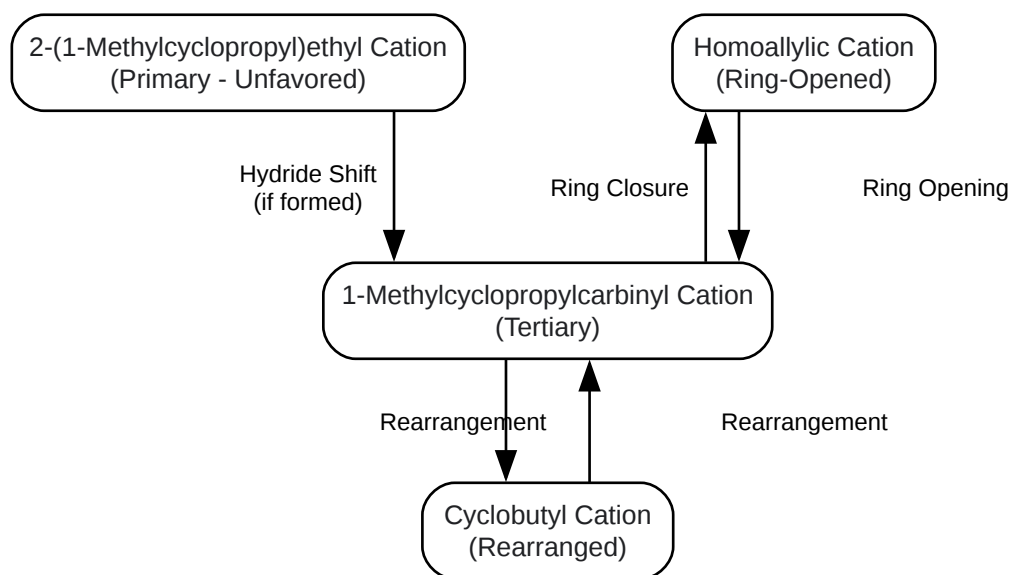 2-(1-Methylcyclopropyl)ethyl Cation
(Primary - Unfavored)
Homoallylic Cation
(Ring-Opened)
Hydride Shift
(if formed)
Ring Closure
Ring Opening
1-Methylcyclopropylcarbinyl Cation
(Tertiary)
Rearrangement
Rearrangement
Cyclobutyl Cation
(Rearranged)